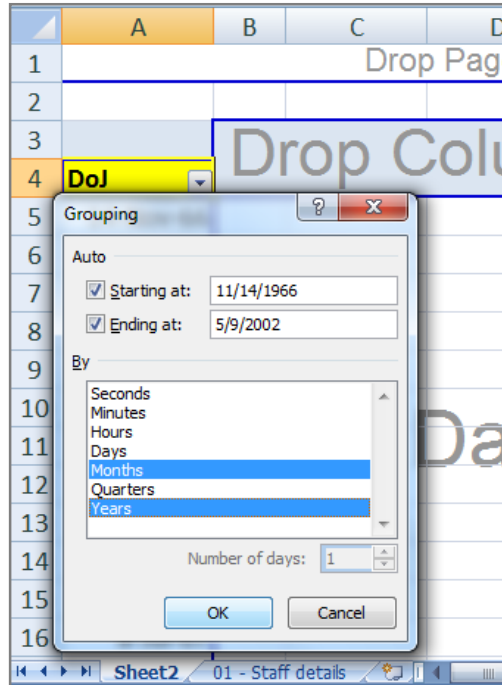 A B C D
1 Drop Pag
2
3 Drop Colu
4 DoJ
5 Grouping
6 Auto
7 Starting at: 11/14/1966
8 Ending at: 5/9/2002
9 By
Seconds
10 Minutes
Hours
11 Days Da
Months
12 Quarters
13 Years
14 Number of days: 1
15 OK Cancel
16
Sheet2 01 - Staff details